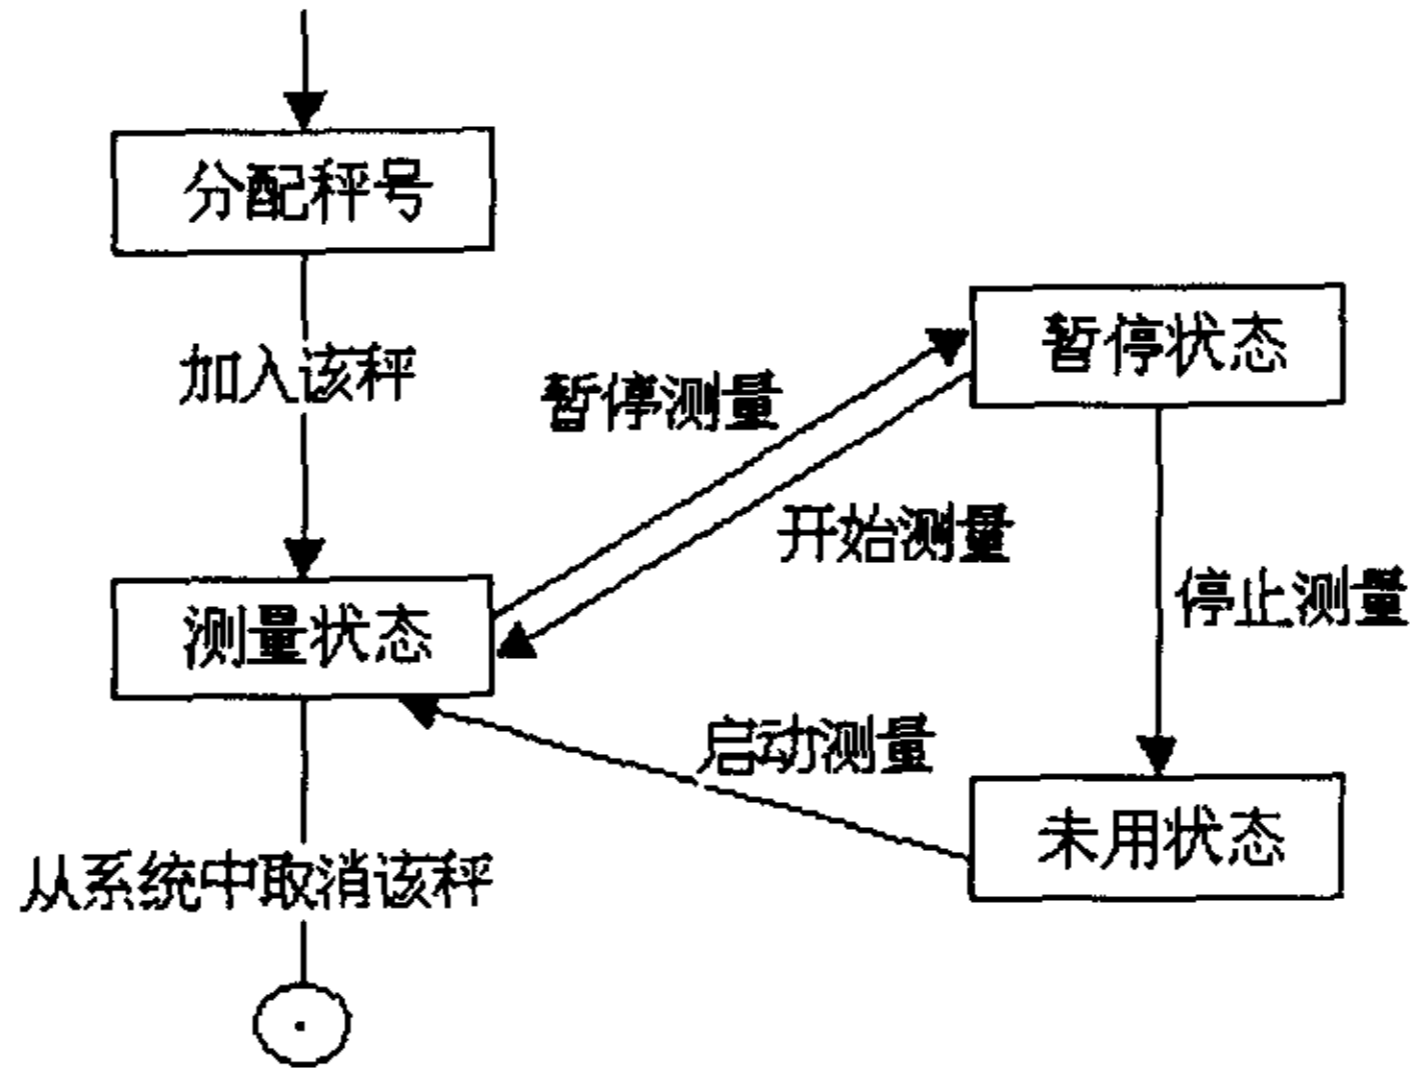 分配秤号
暂停状态
加入该秤
暂停测量
开始测量
停止测量
测量状态
启动测量
未用状态
从系统中取消该秤